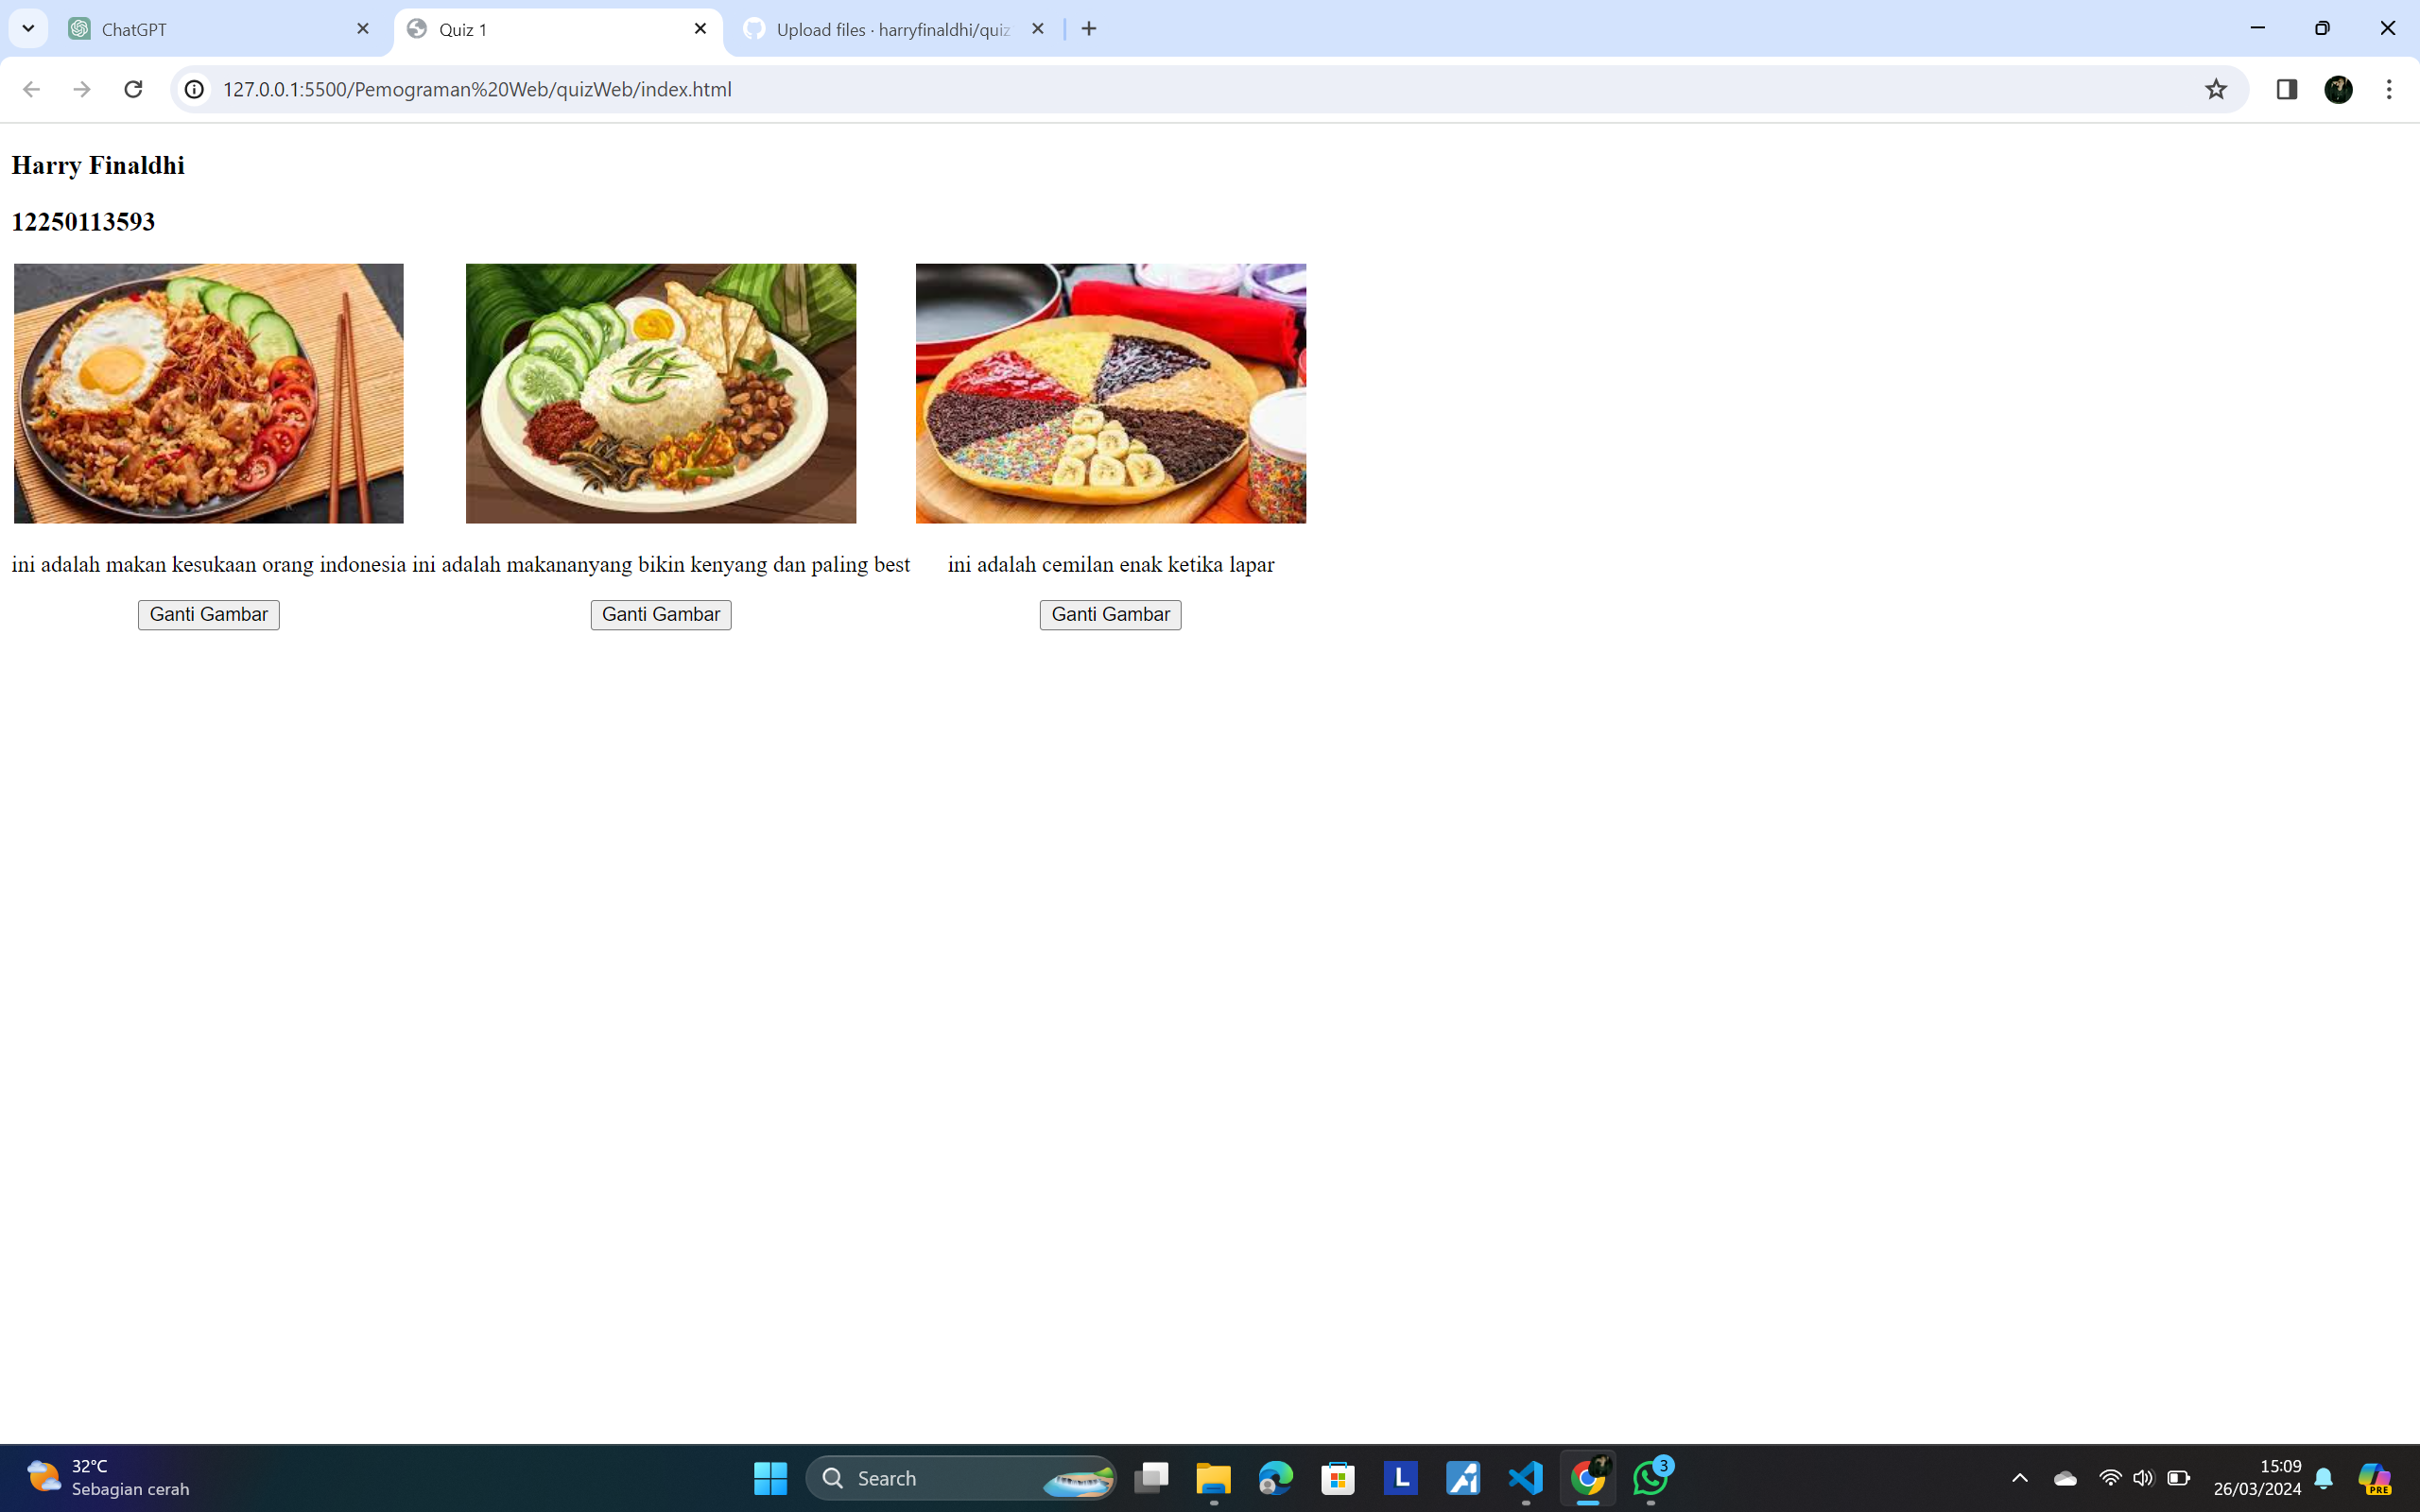 ChatGPT
Quiz 1
Upload files · harryfinaldhi/quiz
127.0.0.1:5500/Pemograman%20Web/quizWeb/index.html
Harry Finaldhi
12250113593
ini adalah makan kesukaan orang indonesia
ini adalah makananyang bikin kenyang dan paling best
ini adalah cemilan enak ketika lapar
Ganti Gambar
Ganti Gambar
Ganti Gambar
32°C
Sebagian cerah
Search
L
3
15:09
26/03/2024
PRE